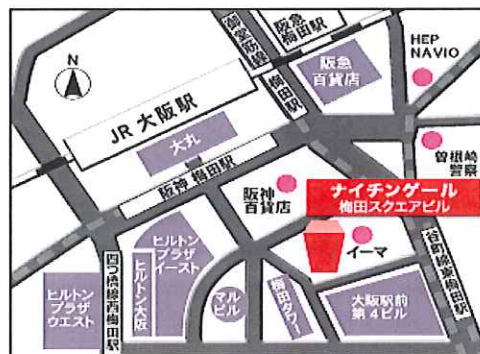 N
御堂筋線
梅田駅
阪急
梅田駅
HEP
NAVIO
阪急
百貨店
JR 大阪駅
大丸
曽根崎
警察
阪神 梅田駅
阪神
百貨店
ナイチンゲール
梅田スクエアビル
谷町線東梅田駅
イーマ
四つ橋線西梅田駅
ヒルトン
プラザ
イースト
ヒルトン大阪
ヒルトン
プラザ
ウエスト
マル
ビル
梅田タワー
大阪駅前
第4ビル